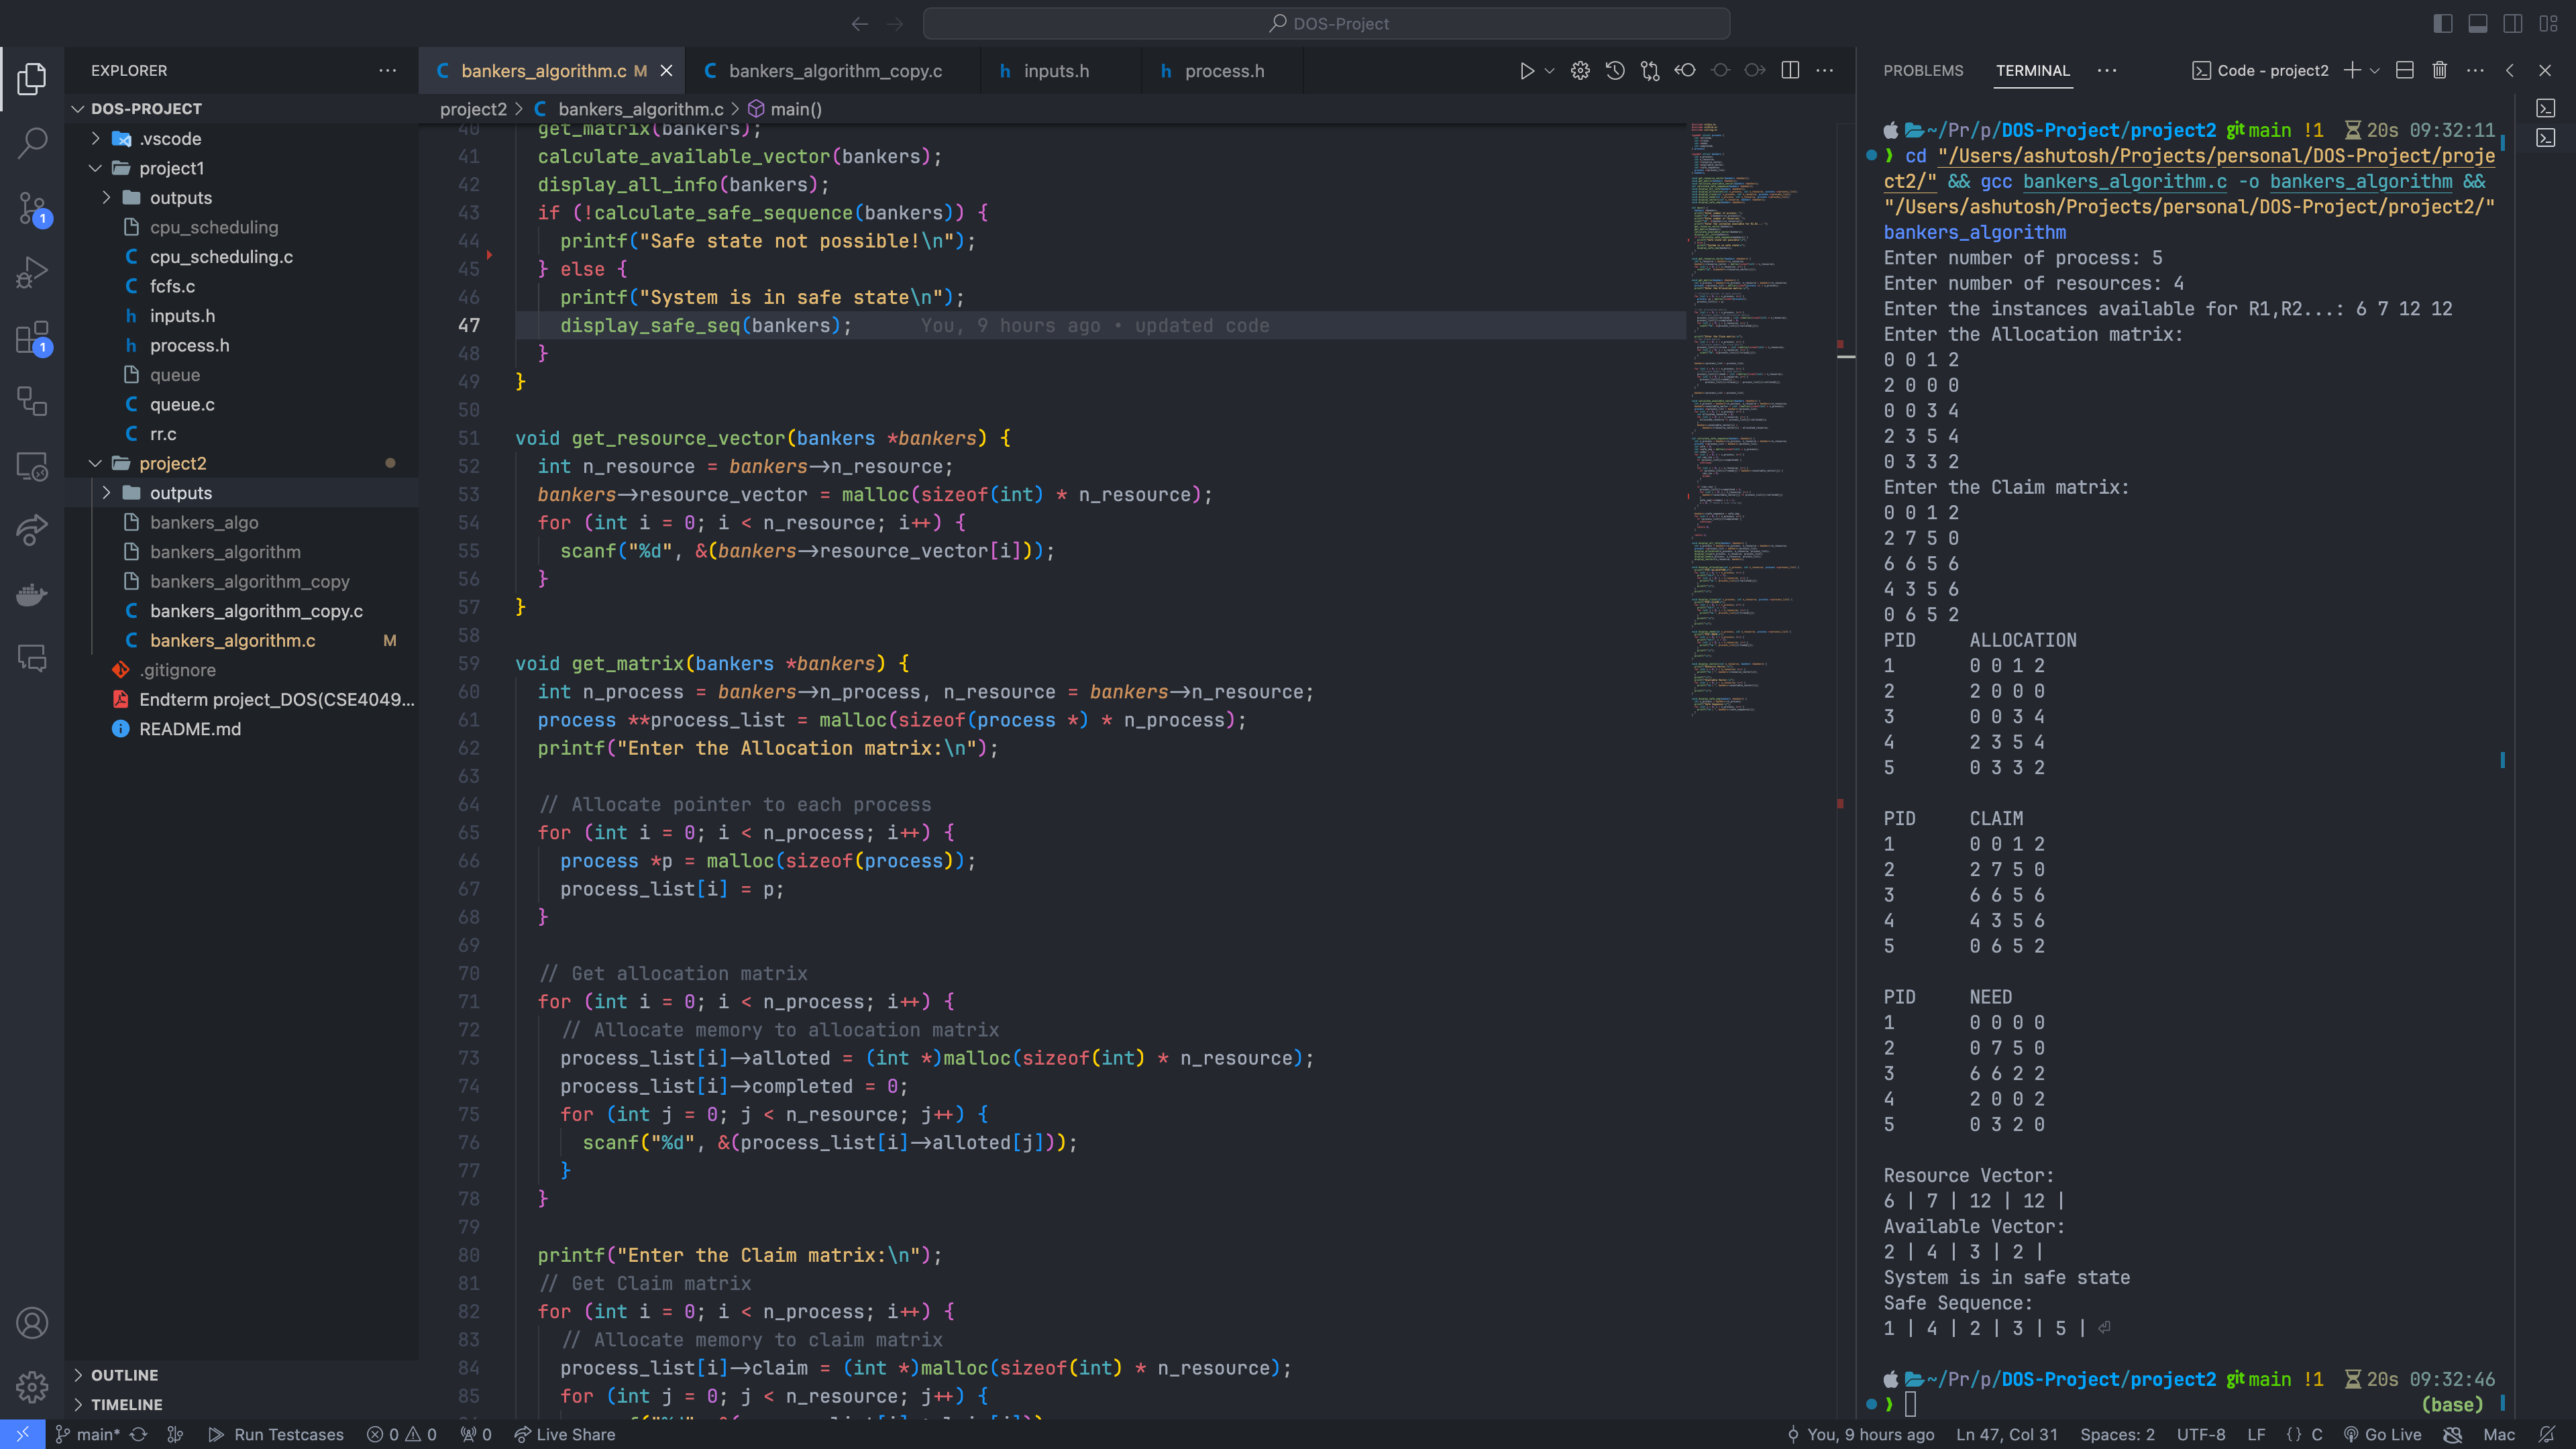 DOS-Project
EXPLORER
DOS-PROJECT
.vscode
project1
outputs
cpu_scheduling
C cpu_scheduling.c
C fcfs.c
h inputs.h
h process.h
queue
C queue.c
C rr.c
project2
outputs
bankers_algo
bankers_algorithm
bankers_algorithm_copy
C bankers_algorithm_copy.c
C bankers_algorithm.c M
.gitignore
Endterm project_DOS(CSE4049...
README.md
OUTLINE
TIMELINE
1
1
C bankers_algorithm.c M
C bankers_algorithm_copy.c
h inputs.h
h process.h
project2 > C bankers_algorithm.c > main()
40 get_matrix(bankers);
41 calculate_available_vector(bankers);
42 display_all_info(bankers);
43 if (!calculate_safe_sequence(bankers)) {
44 printf("Safe state not possible!\n");
45 } else {
46 printf("System is in safe state\n");
47 display_safe_seq(bankers); You, 9 hours ago • updated code
48 }
49 }
50
51 void get_resource_vector(bankers *bankers) {
52 int n_resource = bankers->n_resource;
53 bankers->resource_vector = malloc(sizeof(int) * n_resource);
54 for (int i = 0; i < n_resource; i++) {
55 scanf("%d", &(bankers->resource_vector[i]));
56 }
57 }
58
59 void get_matrix(bankers *bankers) {
60 int n_process = bankers->n_process, n_resource = bankers->n_resource;
61 process **process_list = malloc(sizeof(process *) * n_process);
62 printf("Enter the Allocation matrix:\n");
63
64 // Allocate pointer to each process
65 for (int i = 0; i < n_process; i++) {
66 process *p = malloc(sizeof(process));
67 process_list[i] = p;
68 }
69
70 // Get allocation matrix
71 for (int i = 0; i < n_process; i++) {
72 // Allocate memory to allocation matrix
73 process_list[i]->alloted = (int *)malloc(sizeof(int) * n_resource);
74 process_list[i]->completed = 0;
75 for (int j = 0; j < n_resource; j++) {
76 scanf("%d", &(process_list[i]->alloted[j]));
77 }
78 }
79
80 printf("Enter the Claim matrix:\n");
81 // Get Claim matrix
82 for (int i = 0; i < n_process; i++) {
83 // Allocate memory to claim matrix
84 process_list[i]->claim = (int *)malloc(sizeof(int) * n_resource);
85 for (int j = 0; j < n_resource; j++) {
PROBLEMS TERMINAL ··· Code - project2
~/Pr/p/DOS-Project/project2 git main !1 20s 09:32:11
❯ cd "/Users/ashutosh/Projects/personal/DOS-Project/proje
ct2/" && gcc bankers_algorithm.c -o bankers_algorithm &&
"/Users/ashutosh/Projects/personal/DOS-Project/project2/"
bankers_algorithm
Enter number of process: 5
Enter number of resources: 4
Enter the instances available for R1,R2...: 6 7 12 12
Enter the Allocation matrix:
0 0 1 2
2 0 0 0
0 0 3 4
2 3 5 4
0 3 3 2
Enter the Claim matrix:
0 0 1 2
2 7 5 0
6 6 5 6
4 3 5 6
0 6 5 2
PID ALLOCATION
1 0 0 1 2
2 2 0 0 0
3 0 0 3 4
4 2 3 5 4
5 0 3 3 2
PID CLAIM
1 0 0 1 2
2 2 7 5 0
3 6 6 5 6
4 4 3 5 6
5 0 6 5 2
PID NEED
1 0 0 0 0
2 0 7 5 0
3 6 6 2 2
4 2 0 0 2
5 0 3 2 0
Resource Vector:
6 | 7 | 12 | 12 |
Available Vector:
2 | 4 | 3 | 2 |
System is in safe state
Safe Sequence:
1 | 4 | 2 | 3 | 5 | ⏎
~/Pr/p/DOS-Project/project2 git main !1 20s 09:32:46
❯ (base)
main* Run Testcases 0 0 0 Live Share
You, 9 hours ago Ln 47, Col 31 Spaces: 2 UTF-8 LF {} C Go Live Mac